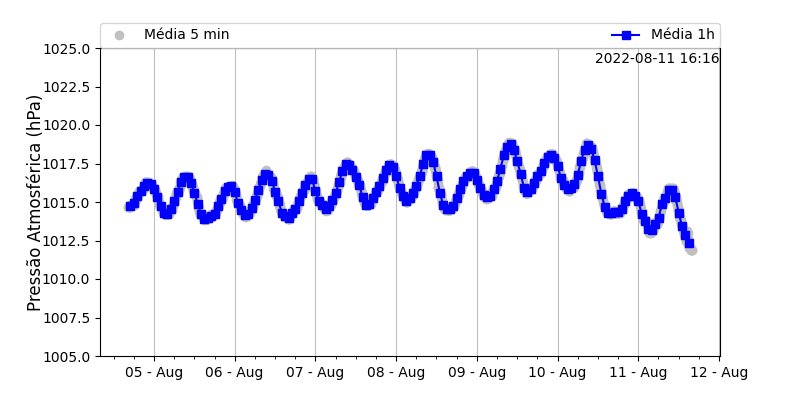 Média 5 min
Média 1h
2022-08-11 16:16
Pressão Atmosférica (hPa)
1025.0
1022.5
1020.0
1017.5
1015.0
1012.5
1010.0
1007.5
1005.0
05 - Aug
06 - Aug
07 - Aug
08 - Aug
09 - Aug
10 - Aug
11 - Aug
12 - Aug